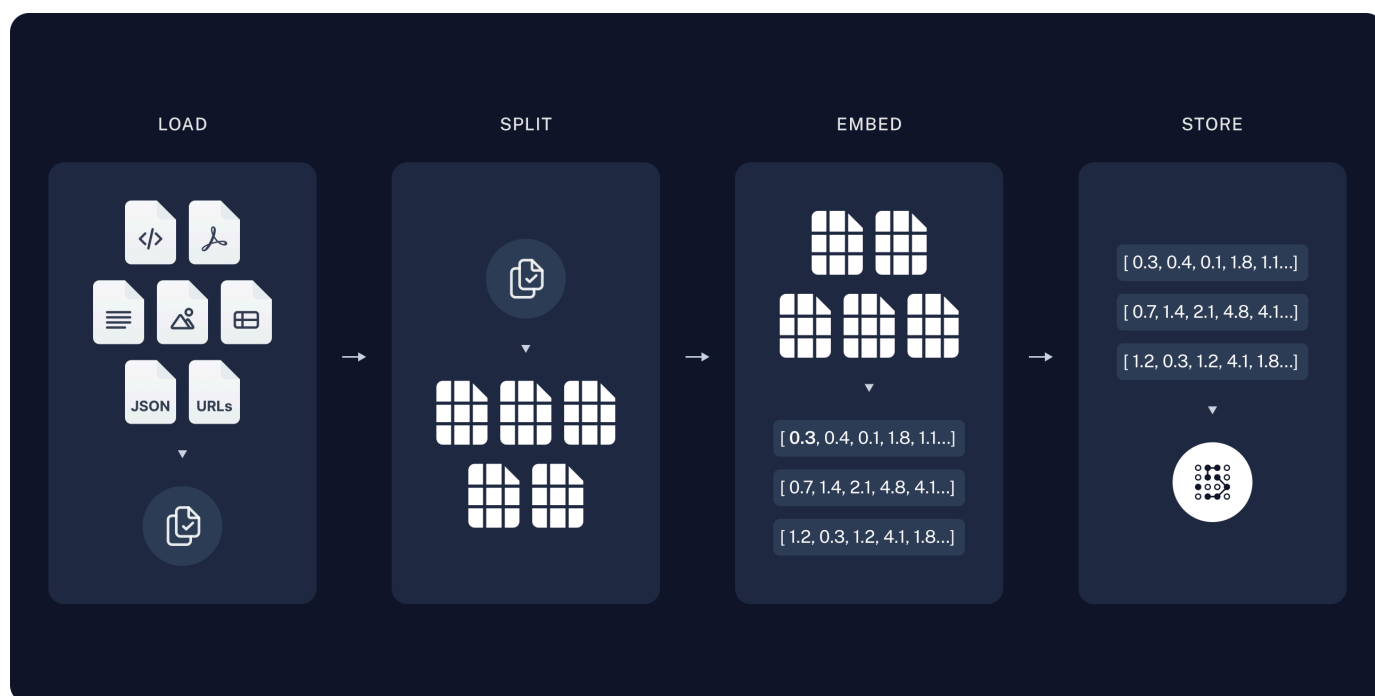 LOAD
SPLIT
EMBED
STORE
</>
JSON
URLs
[ 0.3, 0.4, 0.1, 1.8, 1.1...]
[ 0.7, 1.4, 2.1, 4.8, 4.1...]
[ 1.2, 0.3, 1.2, 4.1, 1.8...]
[ 0.3, 0.4, 0.1, 1.8, 1.1...]
[ 0.7, 1.4, 2.1, 4.8, 4.1...]
[ 1.2, 0.3, 1.2, 4.1, 1.8...]